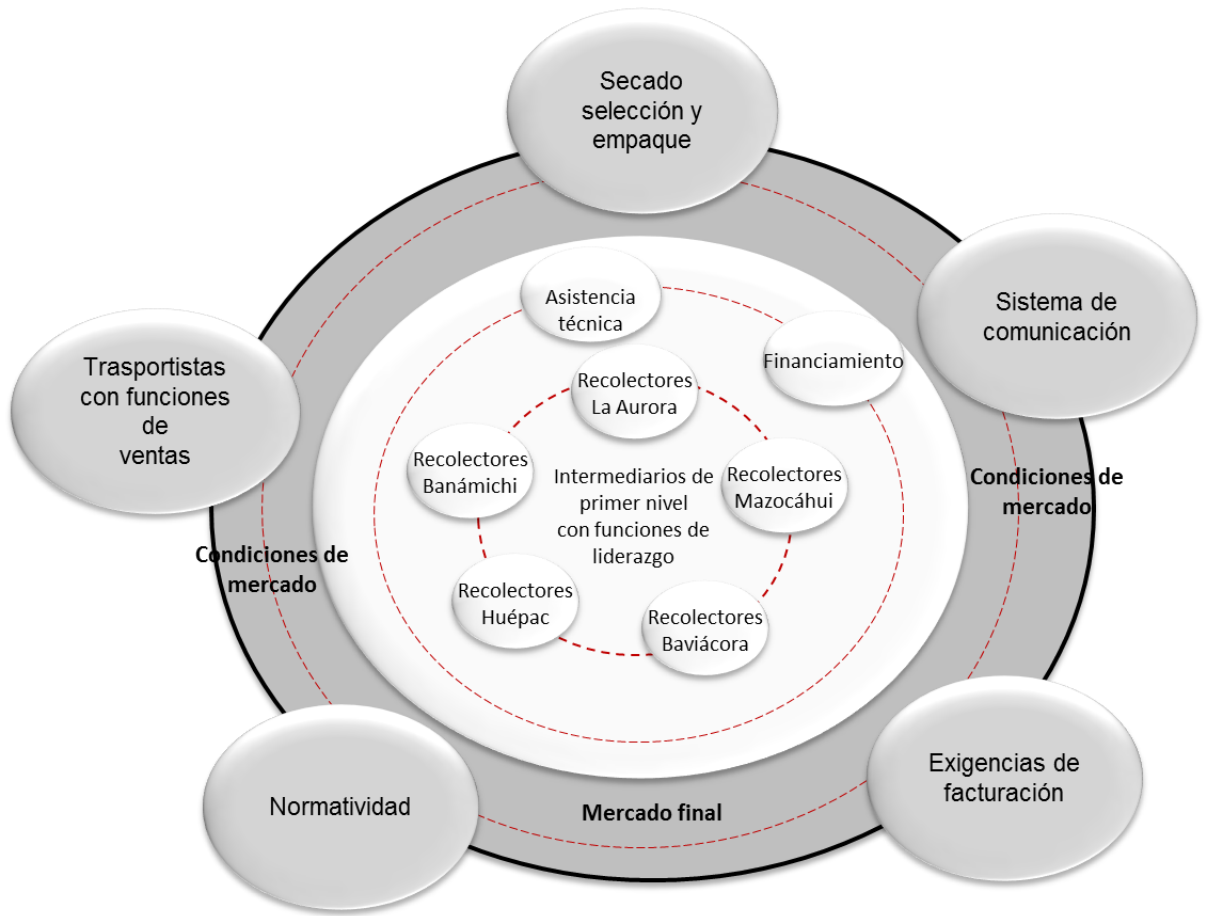 Secado
selección y
empaque
Sistema de
comunicación
Trasportistas
con funciones
de
ventas
Asistencia
técnica
Financiamiento
Recolectores
La Aurora
Recolectores
Banámichi
Recolectores
Mazocáhui
Intermediarios de
primer nivel
con funciones de
liderazgo
Recolectores
Huépac
Recolectores
Baviácora
Condiciones de
mercado
Condiciones de
mercado
Normatividad
Mercado final
Exigencias de
facturación